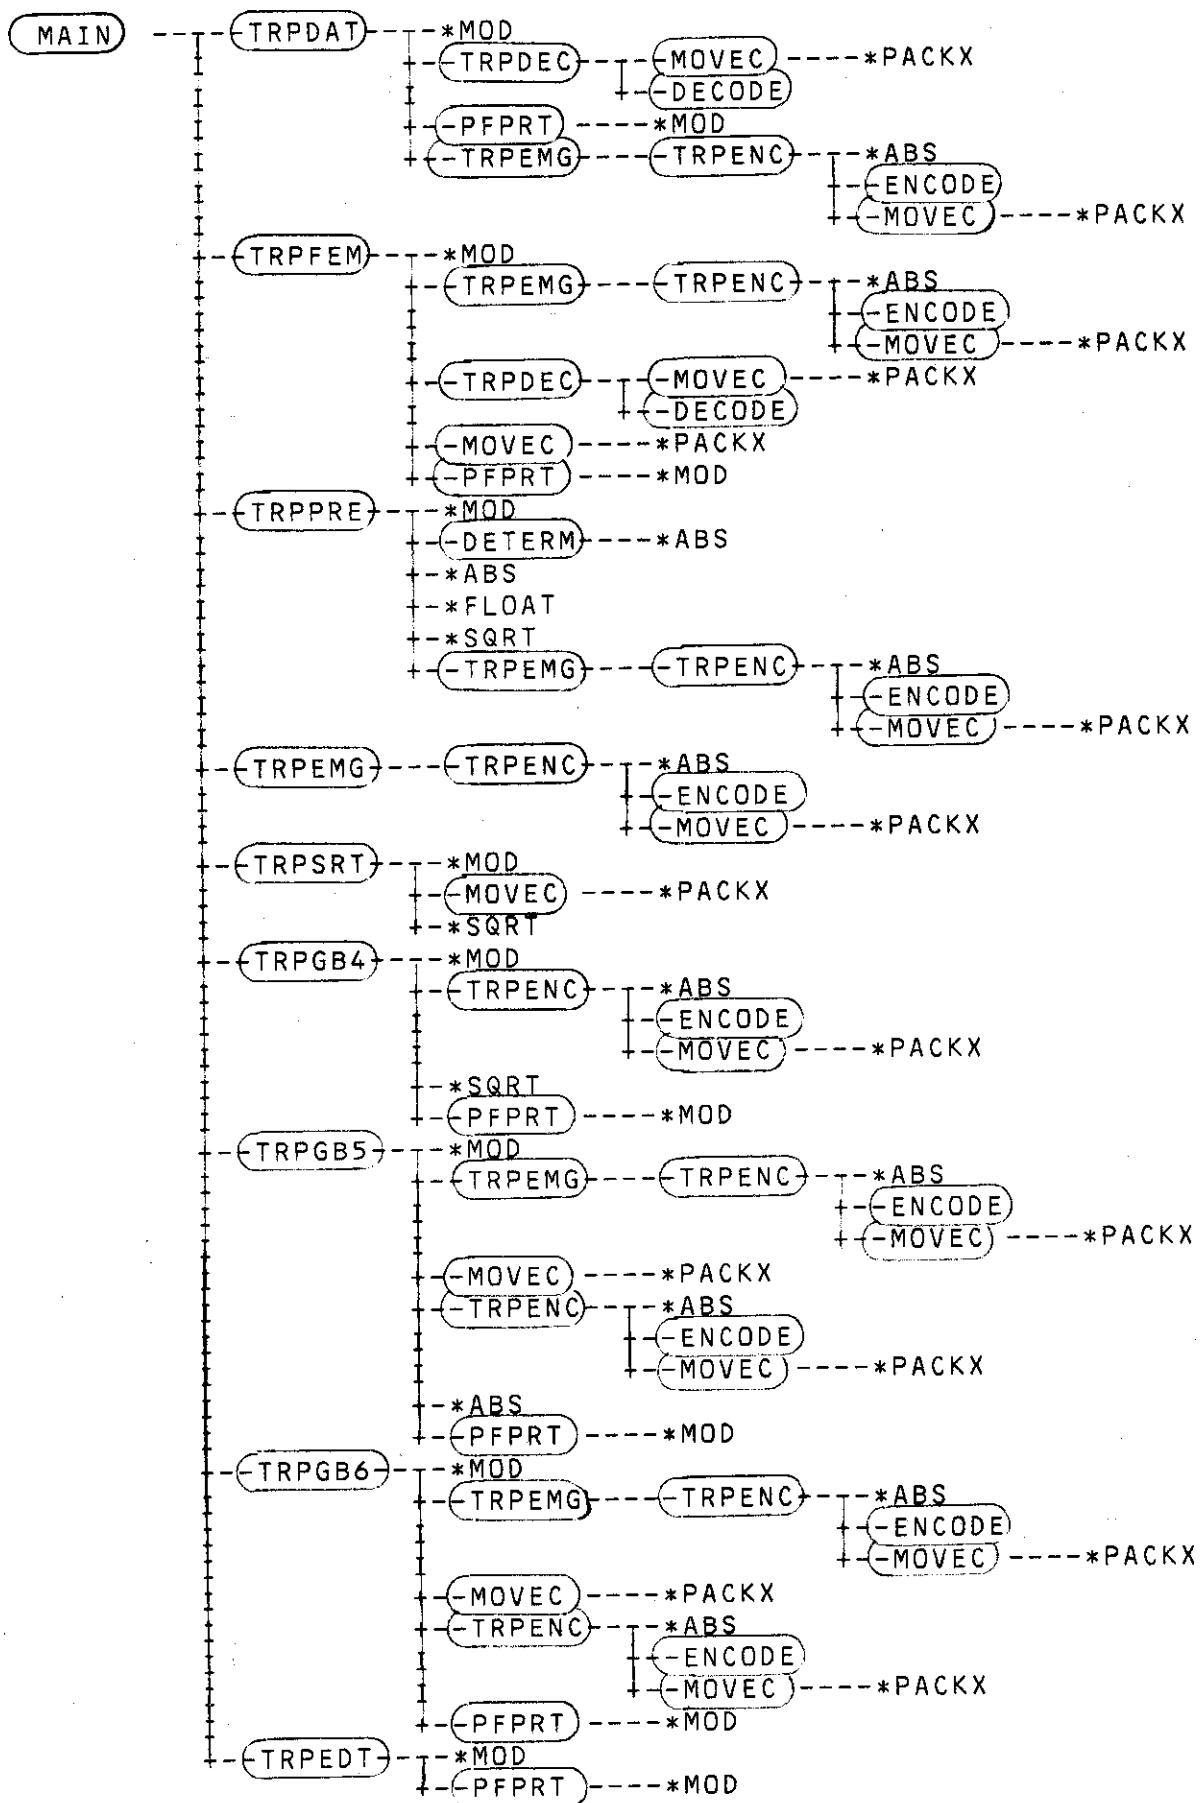 MAIN TRPDAT *MOD
TRPDEC MOVEC *PACKX
DECODE
PFPRT *MOD
TRPEMG TRPENC *ABS
ENCODE
MOVEC *PACKX
TRPFEM *MOD
TRPEMG TRPENC *ABS
ENCODE
MOVEC *PACKX
TRPDEC MOVEC *PACKX
DECODE
MOVEC *PACKX
PFPRT *MOD
TRPPRE *MOD
DETERM *ABS
*ABS
*FLOAT
*SQRT
TRPEMG TRPENC *ABS
ENCODE
MOVEC *PACKX
TRPEMG TRPENC *ABS
ENCODE
MOVEC *PACKX
TRPSRT *MOD
MOVEC *PACKX
*SQRT
TRPGB4 *MOD
TRPENC *ABS
ENCODE
MOVEC *PACKX
*SQRT
PFPRT *MOD
TRPGB5 *MOD
TRPEMG TRPENC *ABS
ENCODE
MOVEC *PACKX
MOVEC *PACKX
TRPENC *ABS
ENCODE
MOVEC *PACKX
*ABS
PFPRT *MOD
TRPGB6 *MOD
TRPEMG TRPENC *ABS
ENCODE
MOVEC *PACKX
MOVEC *PACKX
TRPENC *ABS
ENCODE
MOVEC *PACKX
PFPRT *MOD
TRPEDT *MOD
PFPRT *MOD